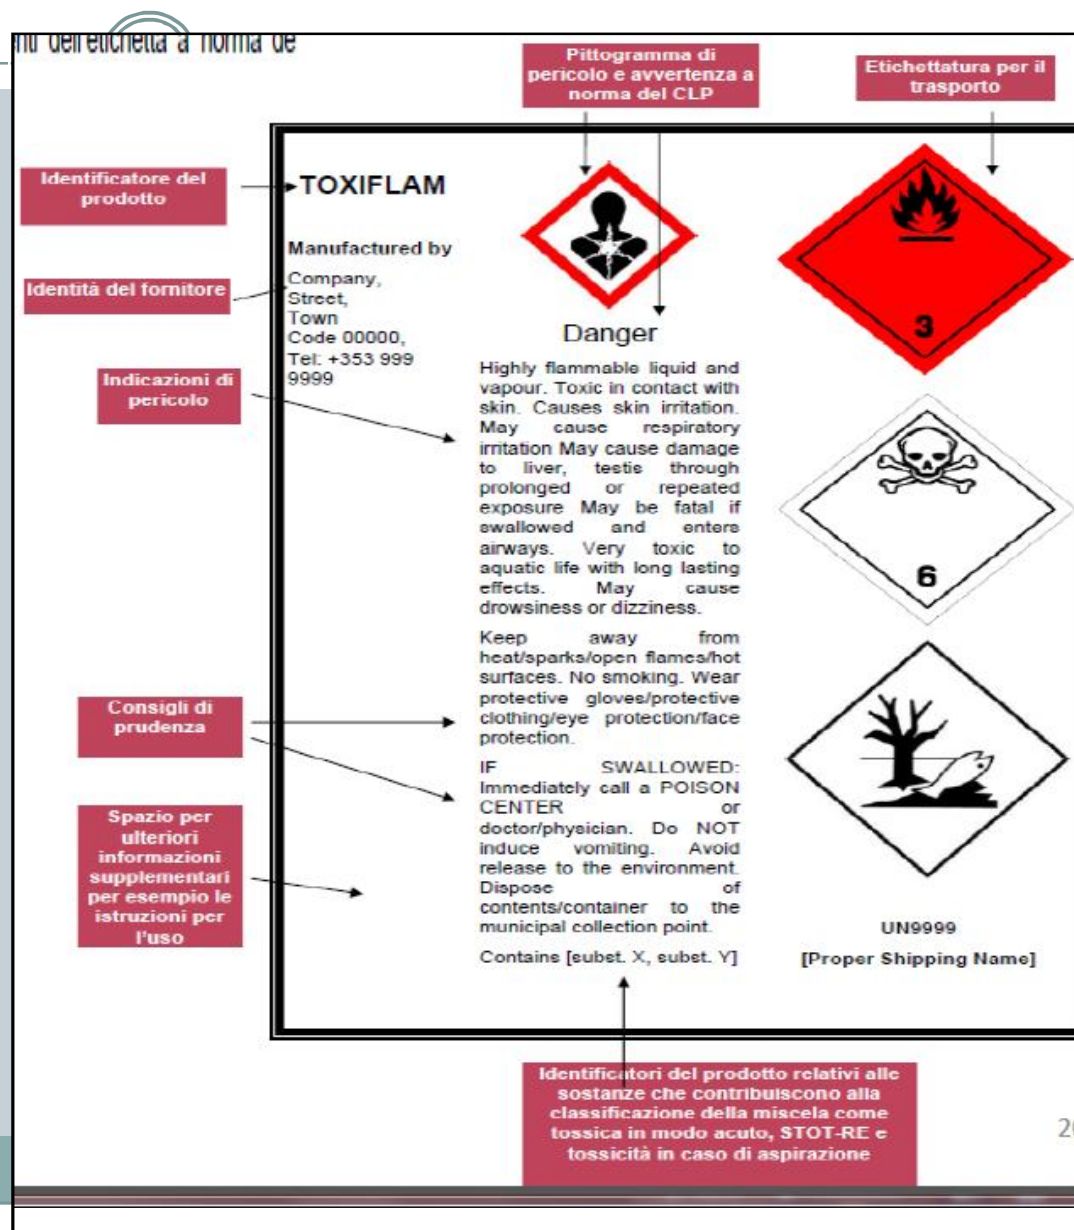 enti dell'etichetta a norma de
Pittogramma di
pericolo e avvertenza a
norma del CLP
Etichettatura per il
trasporto
Identificatore del
prodotto
TOXIFLAM
Manufactured by
Identità del fornitore
Company,
Street,
Town
Code 00000,
Tel: +353 999
9999
Indicazioni di
pericolo
Danger
Highly flammable liquid and
vapour. Toxic in contact with
skin. Causes skin irritation.
May cause respiratory
irritation May cause damage
to liver, testis through
prolonged or repeated
exposure May be fatal if
swallowed and enters
airways. Very toxic to
aquatic life with long lasting
effects. May cause
drowsiness or dizziness.
Keep away from
heat/sparks/open flames/hot
surfaces. No smoking. Wear
protective gloves/protective
clothing/eye protection/face
protection.
IF SWALLOWED:
Immediately call a POISON
CENTER or
doctor/physician. Do NOT
induce vomiting. Avoid
release to the environment.
Dispose of
contents/container to the
municipal collection point.
Contains [subst. X, subst. Y]
3
6
UN9999
[Proper Shipping Name]
Consigli di
prudenza
Spazio per
ulteriori
informazioni
supplementari
per esempio le
istruzioni per
l'uso
Identificatori del prodotto relativi alle
sostanze che contribuiscono alla
classificazione della miscela come
tossica in modo acuto, STOT-RE e
tossicità in caso di aspirazione